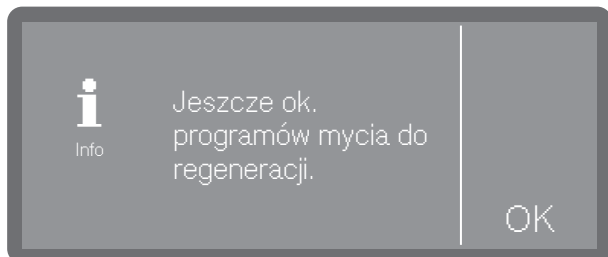 Jeszcze ok.
programów mycia do
regeneracji.
Info
OK